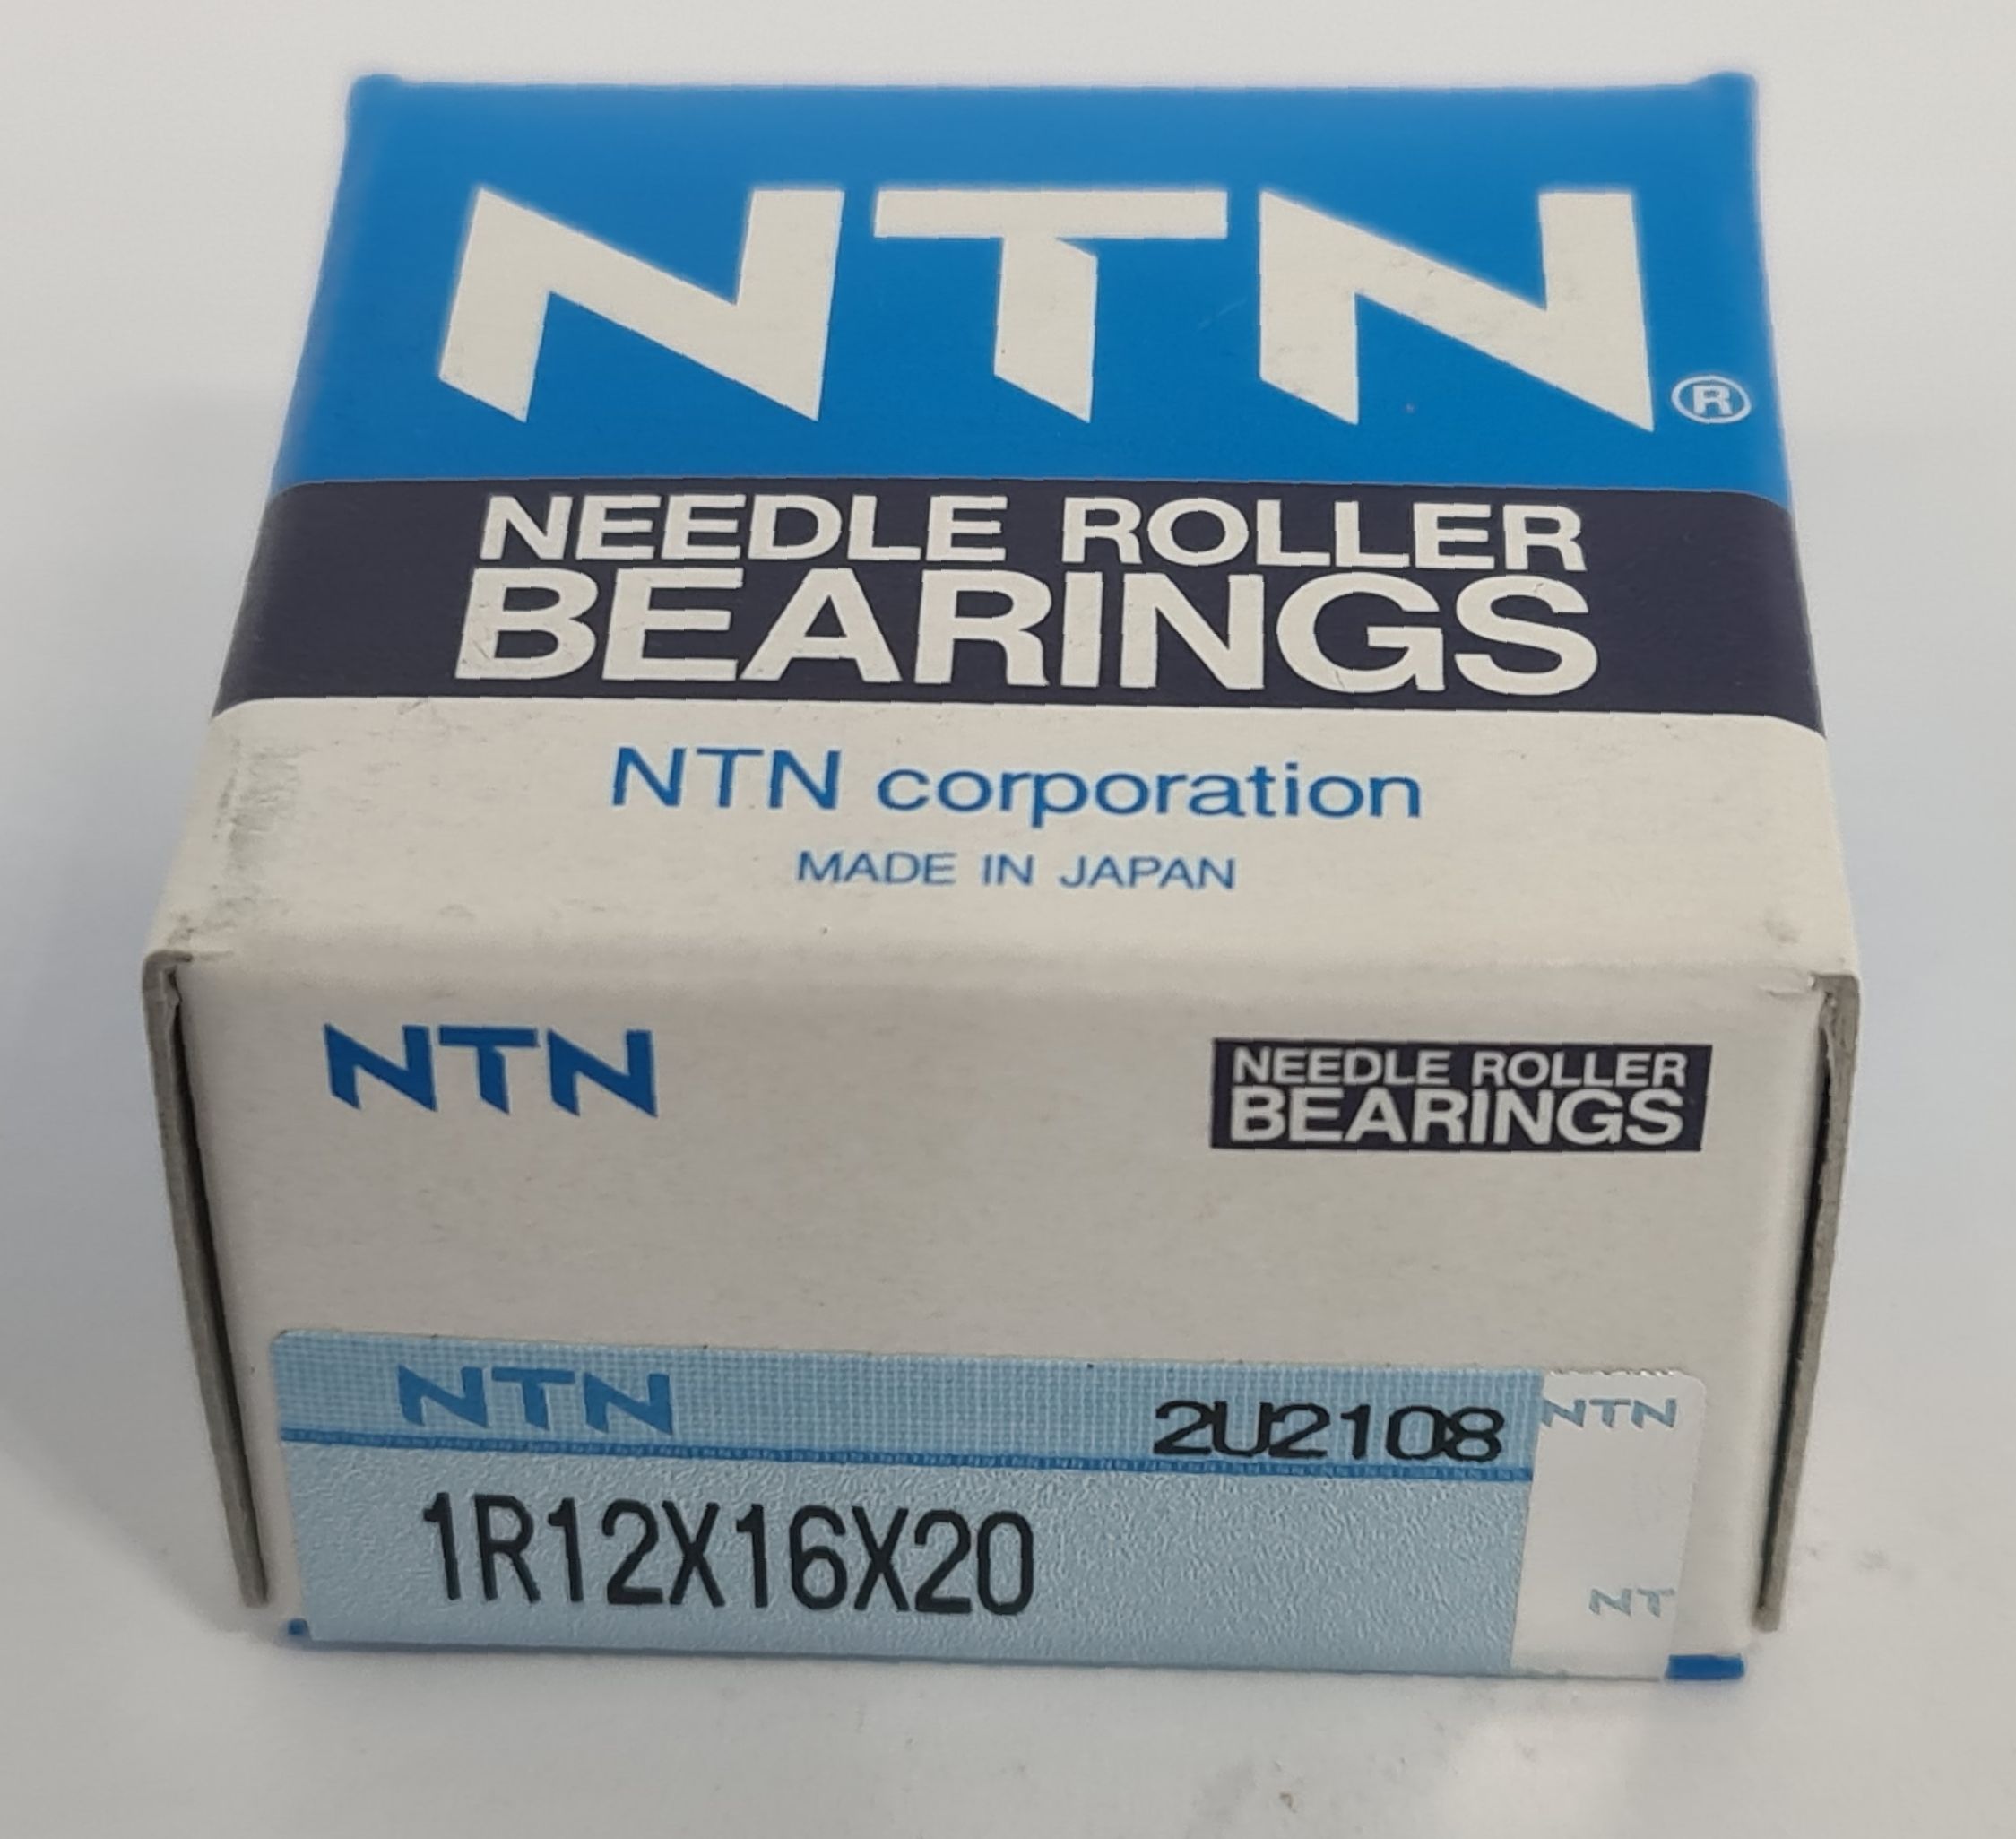 NTN®
NEEDLE ROLLER
BEARINGS
NTN corporation
MADE IN JAPAN
NTN
NEEDLE ROLLER
BEARINGS
NTN 2U2108 NTN
1R12X16X20
NT